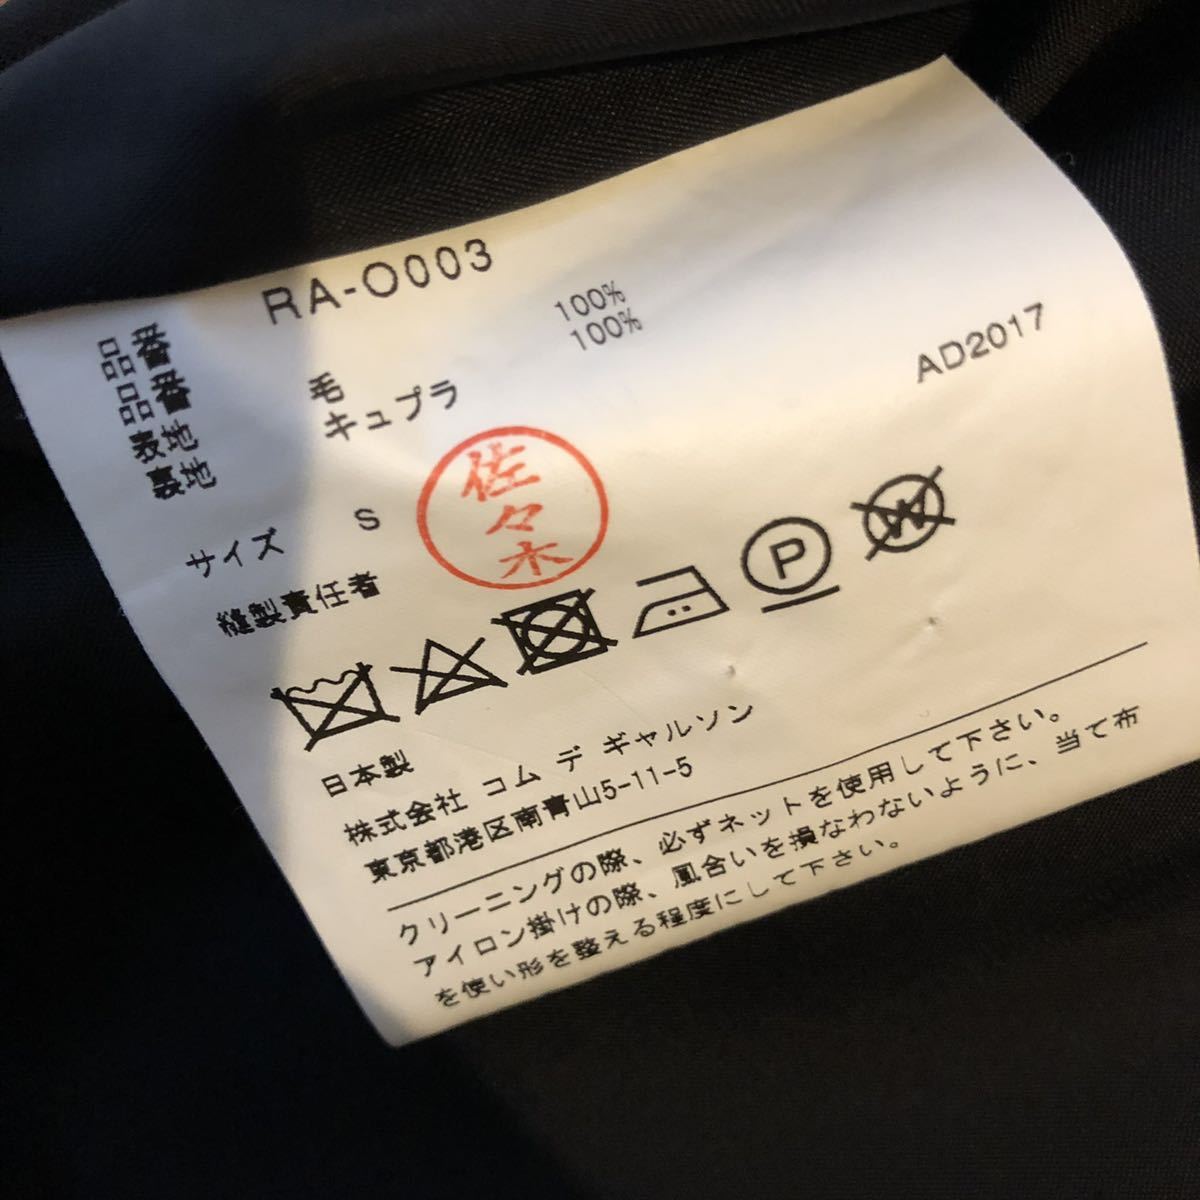 品番 RA-O003
品番
表地 毛 100%
裏地 キュプラ 100%
AD2017
サイズ S
縫製責任者 佐々木
P
W
日本製
株式会社 コム デ ギャルソン
東京都港区南青山5-11-5
クリーニングの際、必ずネットを使用して下さい。
アイロン掛けの際、風合いを損なわないように、当て布
を使い形を整える程度にして下さい。